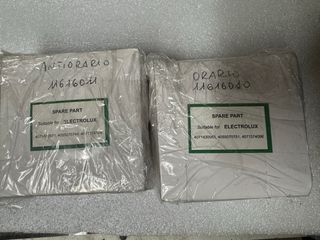 ANTIORARIO
11616011
SPARE PART
Suitable for ELECTROLUX
ORARIO
11616010
SPARE PART
Suitable for ELECTROLUX